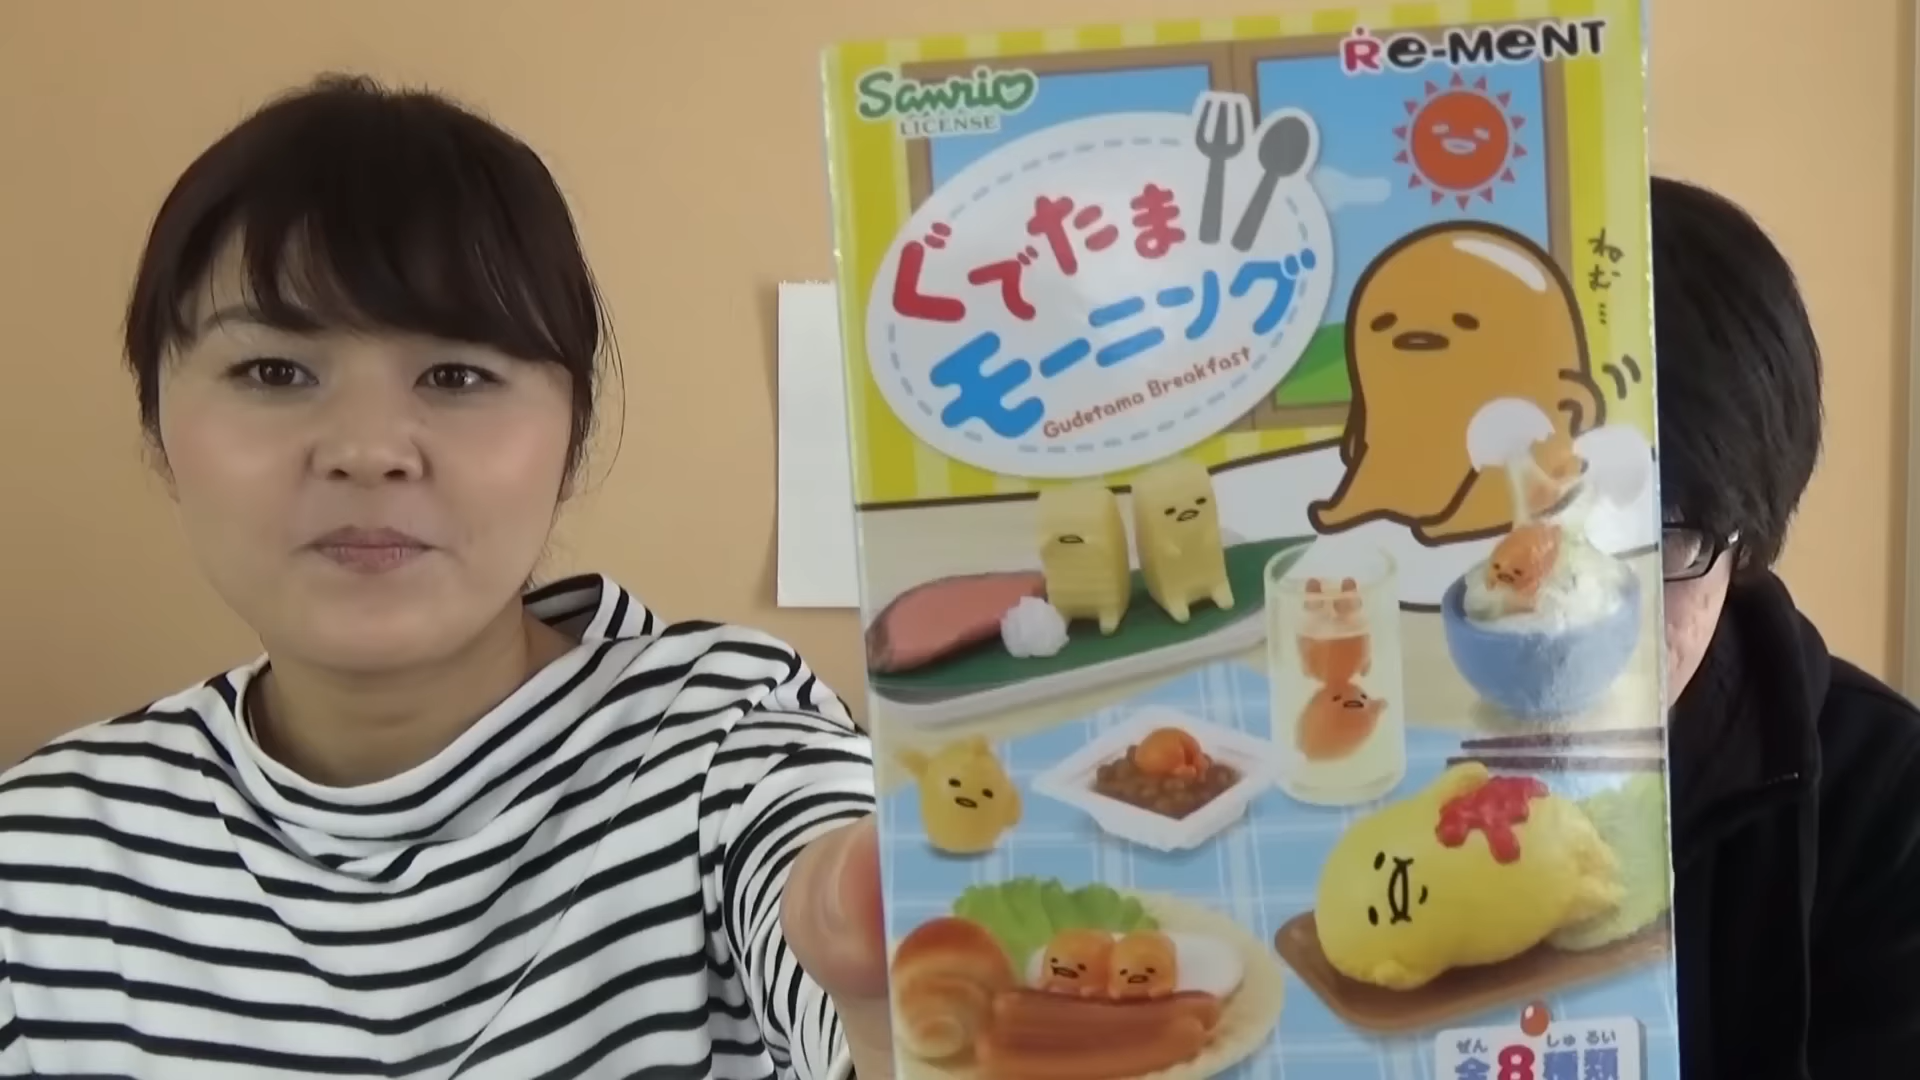 Sanrio
LICENSE
Re-MeNT
ぐでたま
モーニング
Gudetama Breakfast
ねむ…
ぜん しゅるい
全8種類